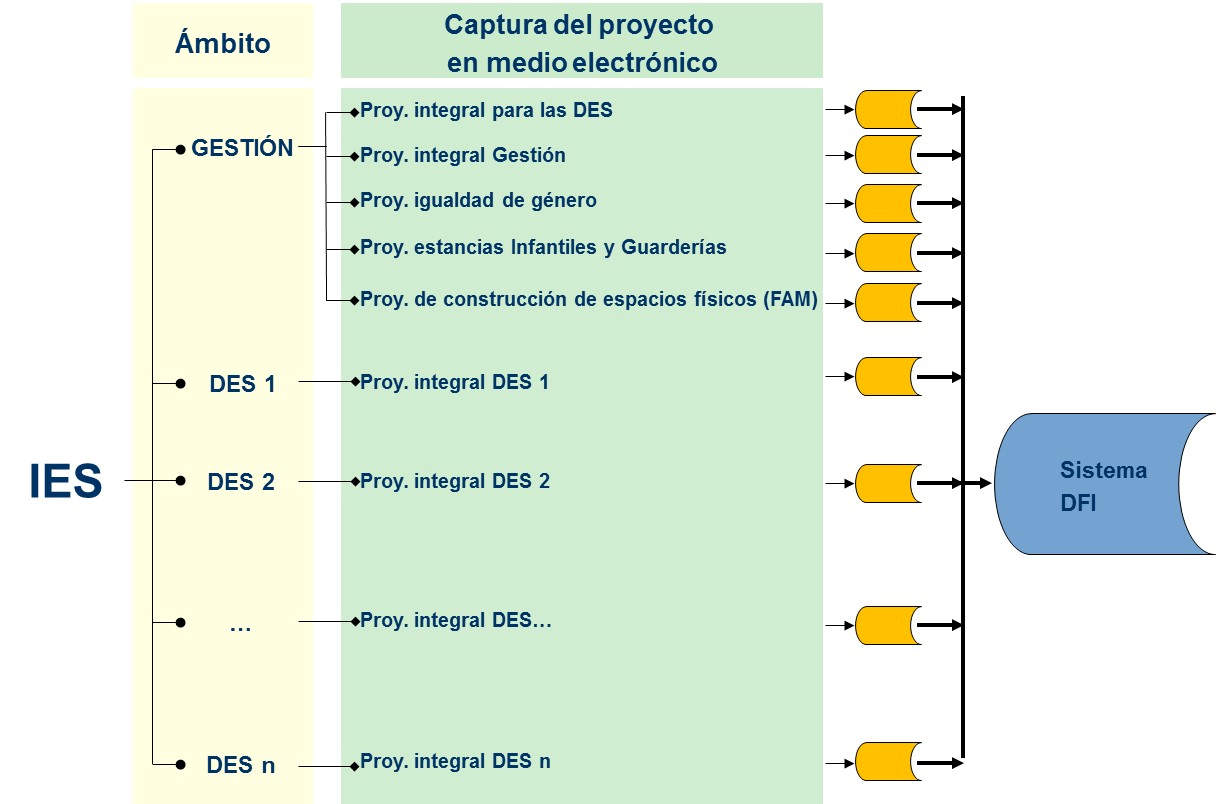 Ámbito
Captura del proyecto
en medio electrónico
GESTIÓN
Proy. integral para las DES
Proy. integral Gestión
Proy. igualdad de género
Proy. estancias Infantiles y Guarderías
Proy. de construcción de espacios físicos (FAM)
DES 1
Proy. integral DES 1
IES
DES 2
Proy. integral DES 2
Sistema
DFI
…
Proy. integral DES…
DES n
Proy. integral DES n